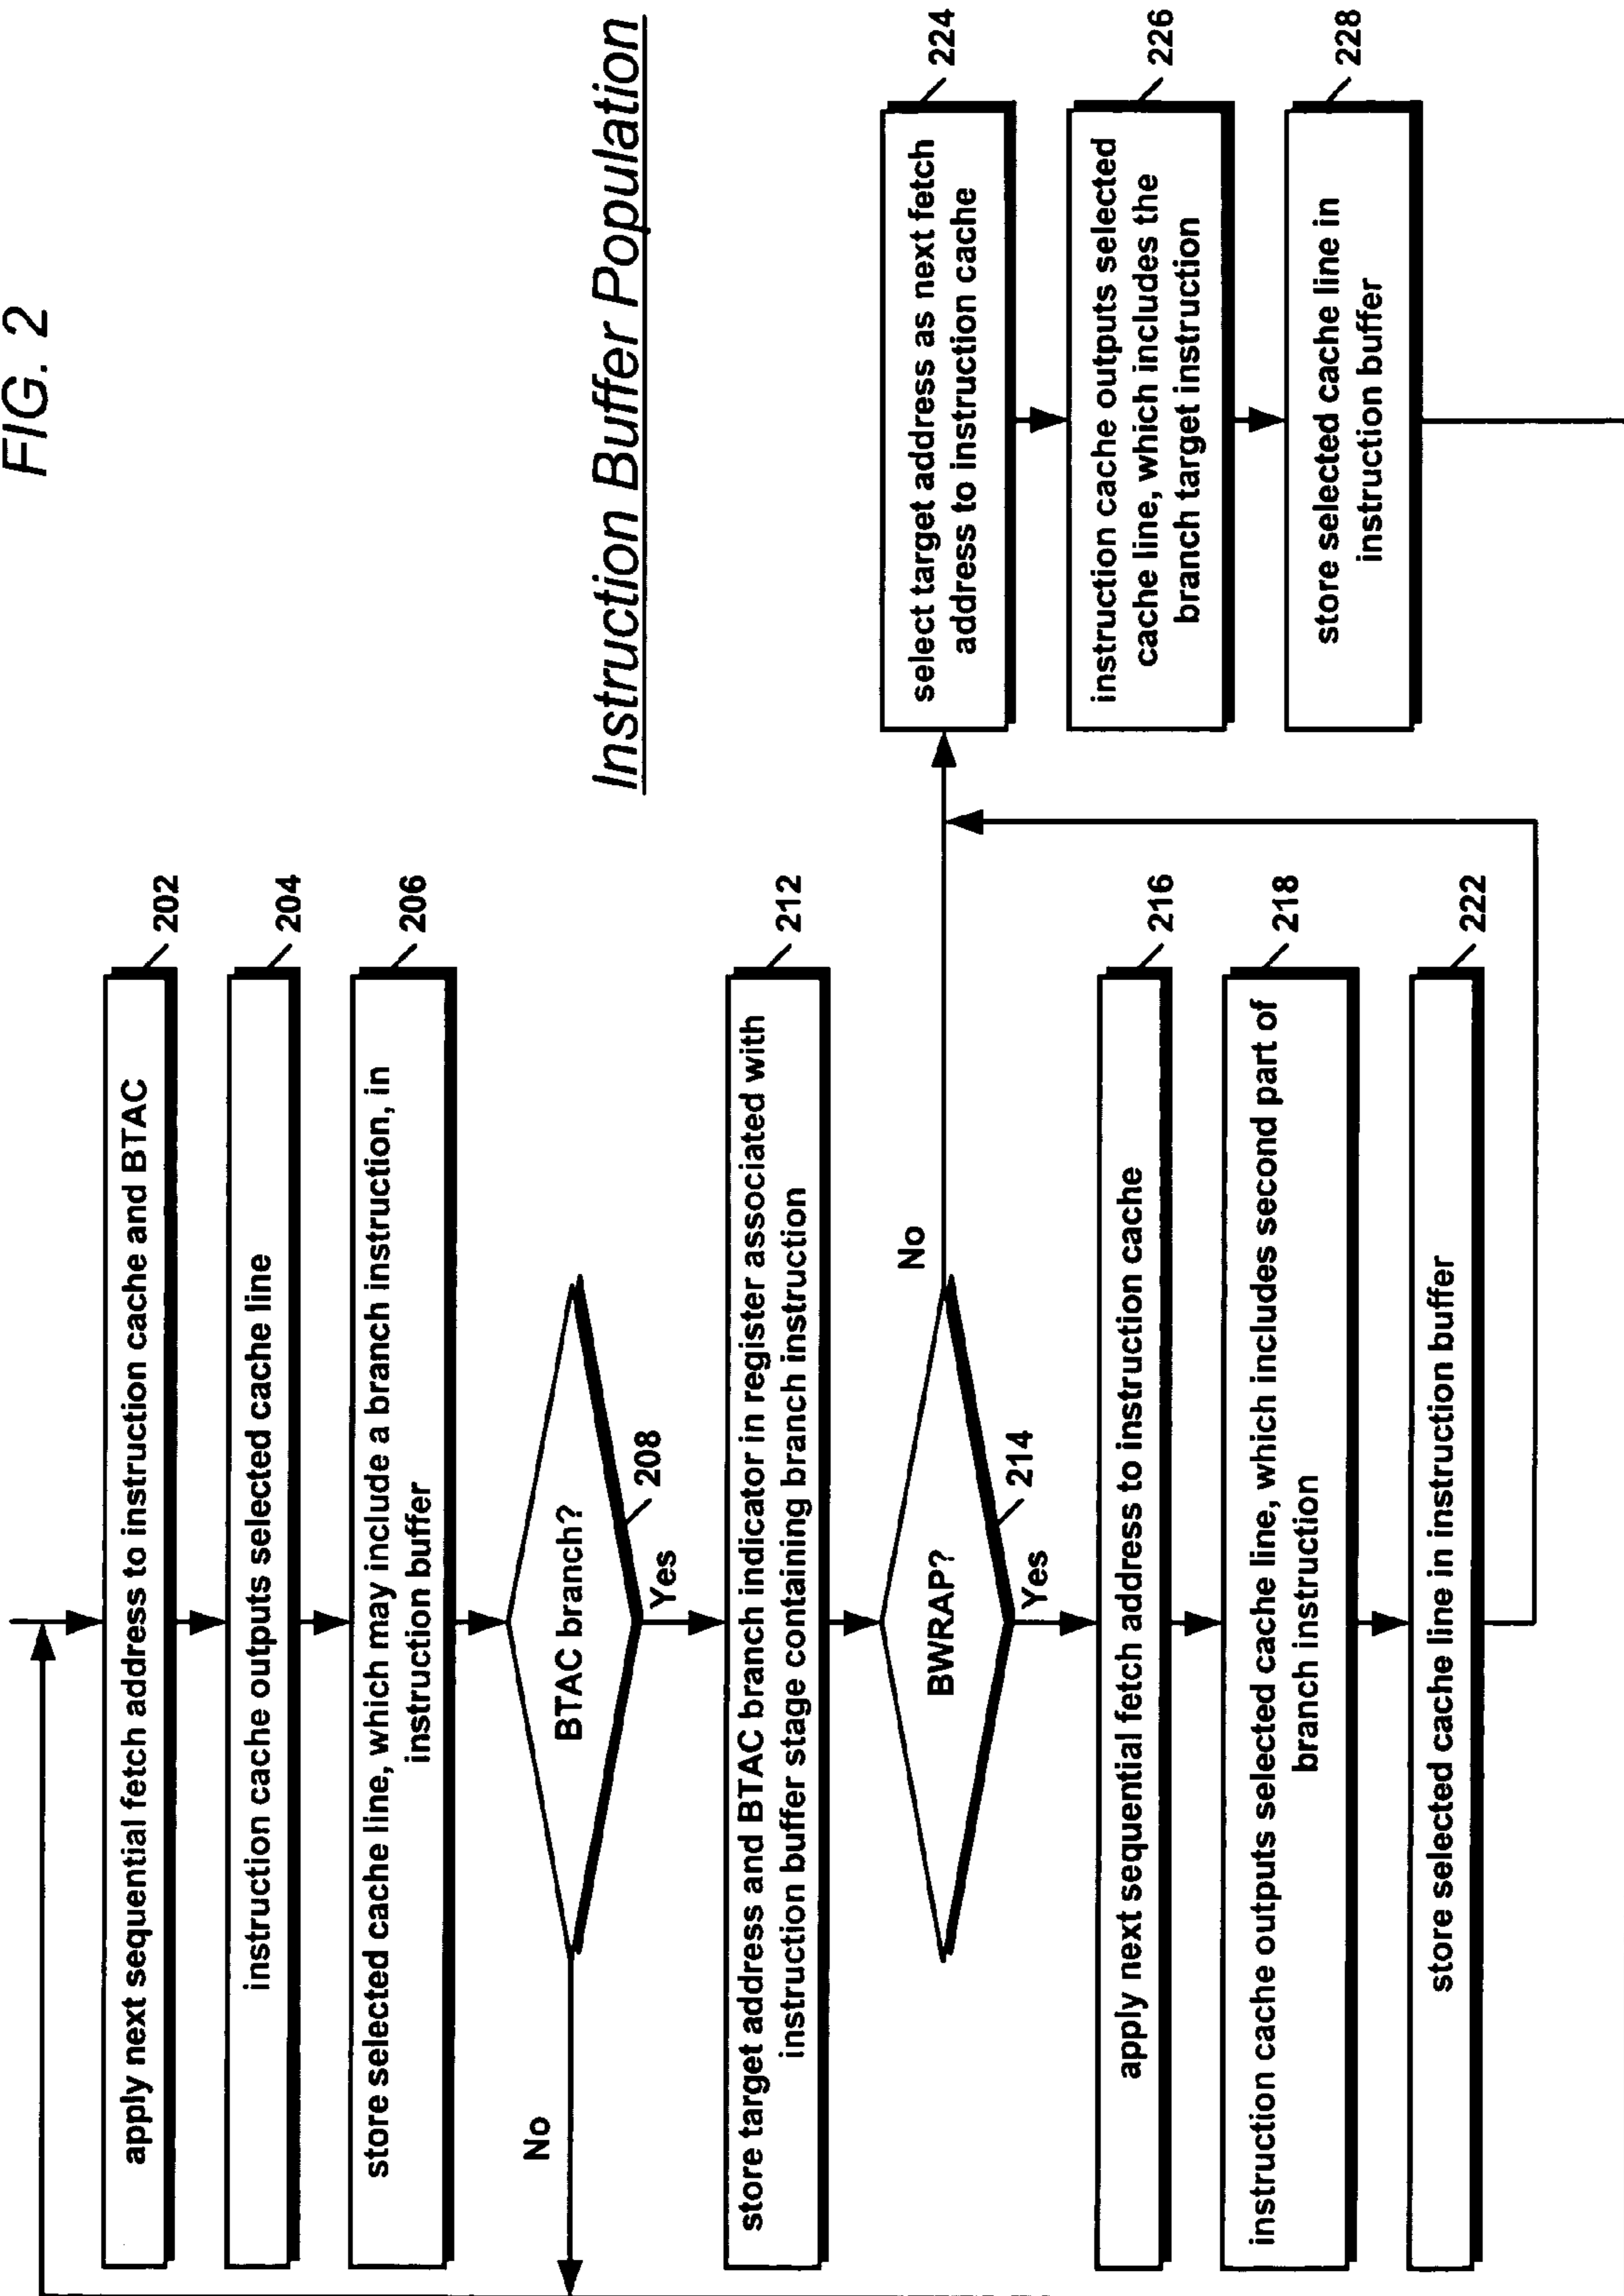 FIG. 2
Instruction Buffer Population
202
apply next sequential fetch address to instruction cache and BTAC
204
instruction cache outputs selected cache line
206
store selected cache line, which may include a branch instruction, in
instruction buffer
BTAC branch?
208
No
Yes
212
store target address and BTAC branch indicator in register associated with
instruction buffer stage containing branch instruction
BWRAP?
214
No
Yes
216
apply next sequential fetch address to instruction cache
218
instruction cache outputs selected cache line, which includes second part of
branch instruction
222
store selected cache line in instruction buffer
224
select target address as next fetch
address to instruction cache
226
instruction cache outputs selected
cache line, which includes the
branch target instruction
228
store selected cache line in
instruction buffer